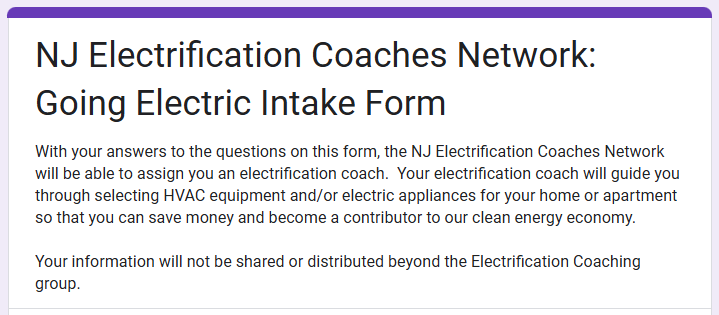 NJ Electrification Coaches Network:
Going Electric Intake Form
With your answers to the questions on this form, the NJ Electrification Coaches Network
will be able to assign you an electrification coach.  Your electrification coach will guide you
through selecting HVAC equipment and/or electric appliances for your home or apartment
so that you can save money and become a contributor to our clean energy economy.
Your information will not be shared or distributed beyond the Electrification Coaching
group.